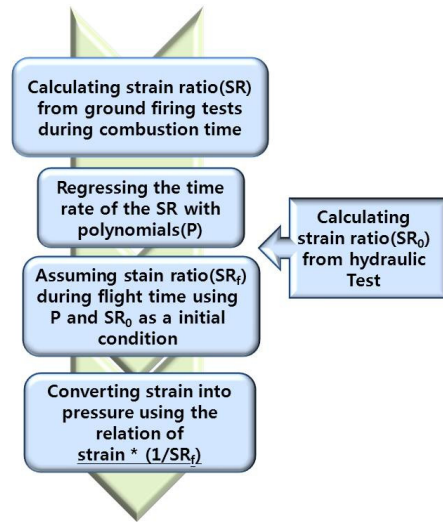 Calculating strain ratio(SR)
from ground firing tests
during combustion time
Regressing the time
rate of the SR with
polynomials(P)
Calculating
strain ratio(SR₀)
from hydraulic
Test
Assuming stain ratio(SRf)
during flight time using
P and SR₀ as a initial
condition
Converting strain into
pressure using the
relation of
strain * (1/SRf)